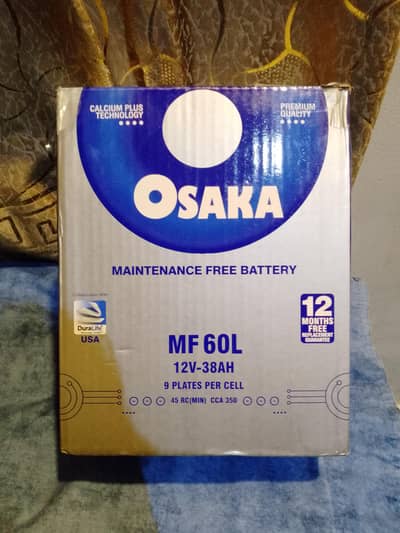 CALCIUM PLUS
TECHNOLOGY
PREMIUM
QUALITY
OSAKA
MAINTENANCE FREE BATTERY
DuraLife
USA
12
MONTHS
FREE
REPLACEMENT
GUARANTEE
MF 60L
12V-38AH
9 PLATES PER CELL
45 RC(MIN) CCA 350